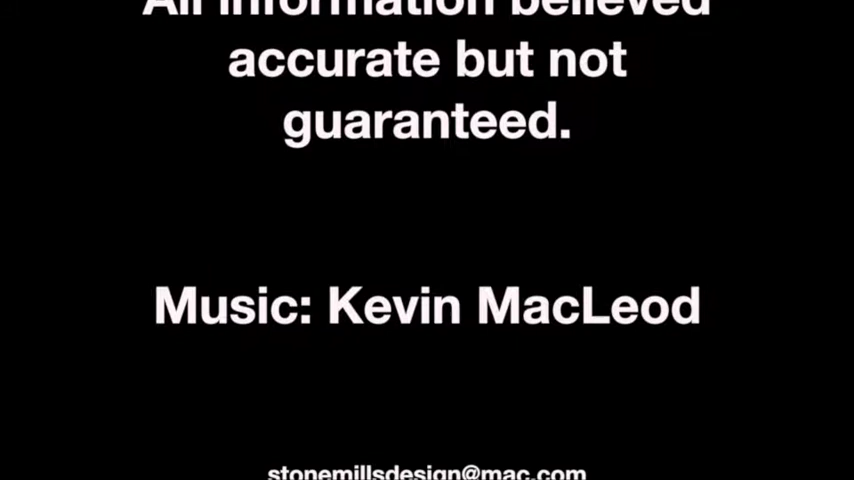 All information believed
accurate but not
guaranteed.
Music: Kevin MacLeod
stonemillsdesign@mac.com